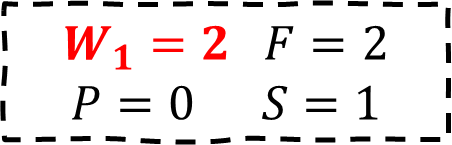 W₁ = 2 F = 2
P = 0 S = 1